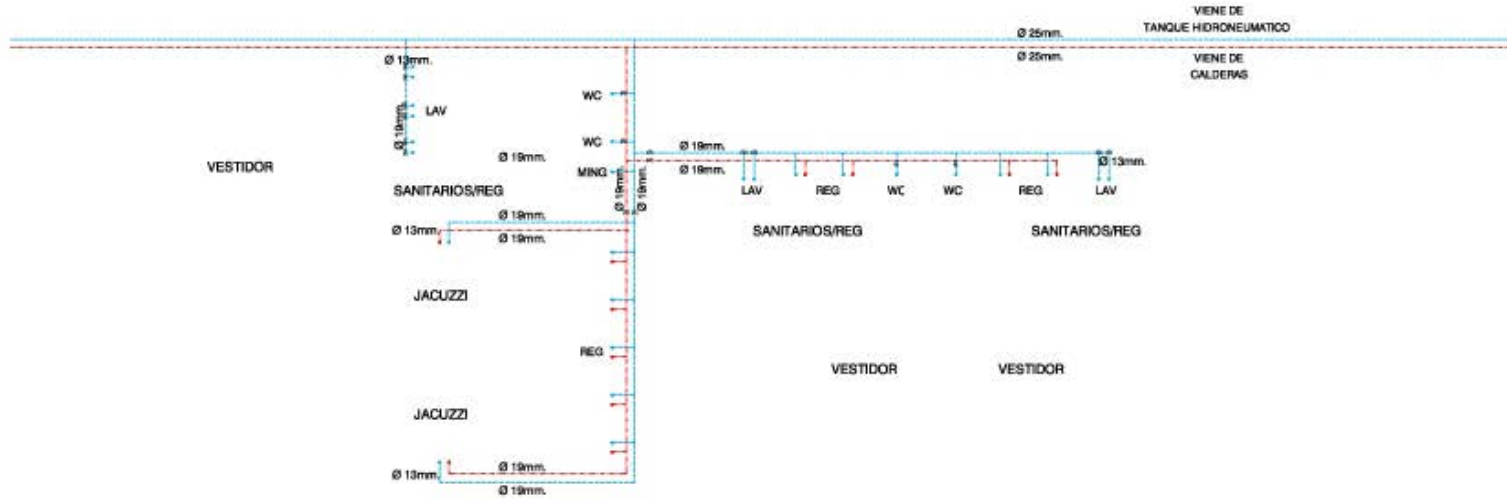 VIENE DE
TANQUE HIDRONEUMATICO
Ø 25mm.
Ø 25mm.
VIENE DE
CALDERAS
Ø 13mm.
WC
LAV
Ø 19mm.
WC
Ø 19mm.
Ø 19mm.
VESTIDOR
Ø 19mm.
Ø 13mm.
MING
SANITARIOS/REG
Ø 19mm.
Ø 19mm.
LAV
REG
WC
WC
REG
LAV
Ø 19mm.
Ø 13mm.
Ø 19mm.
SANITARIOS/REG
SANITARIOS/REG
JACUZZI
REG
VESTIDOR
VESTIDOR
JACUZZI
Ø 19mm.
Ø 13mm.
Ø 19mm.